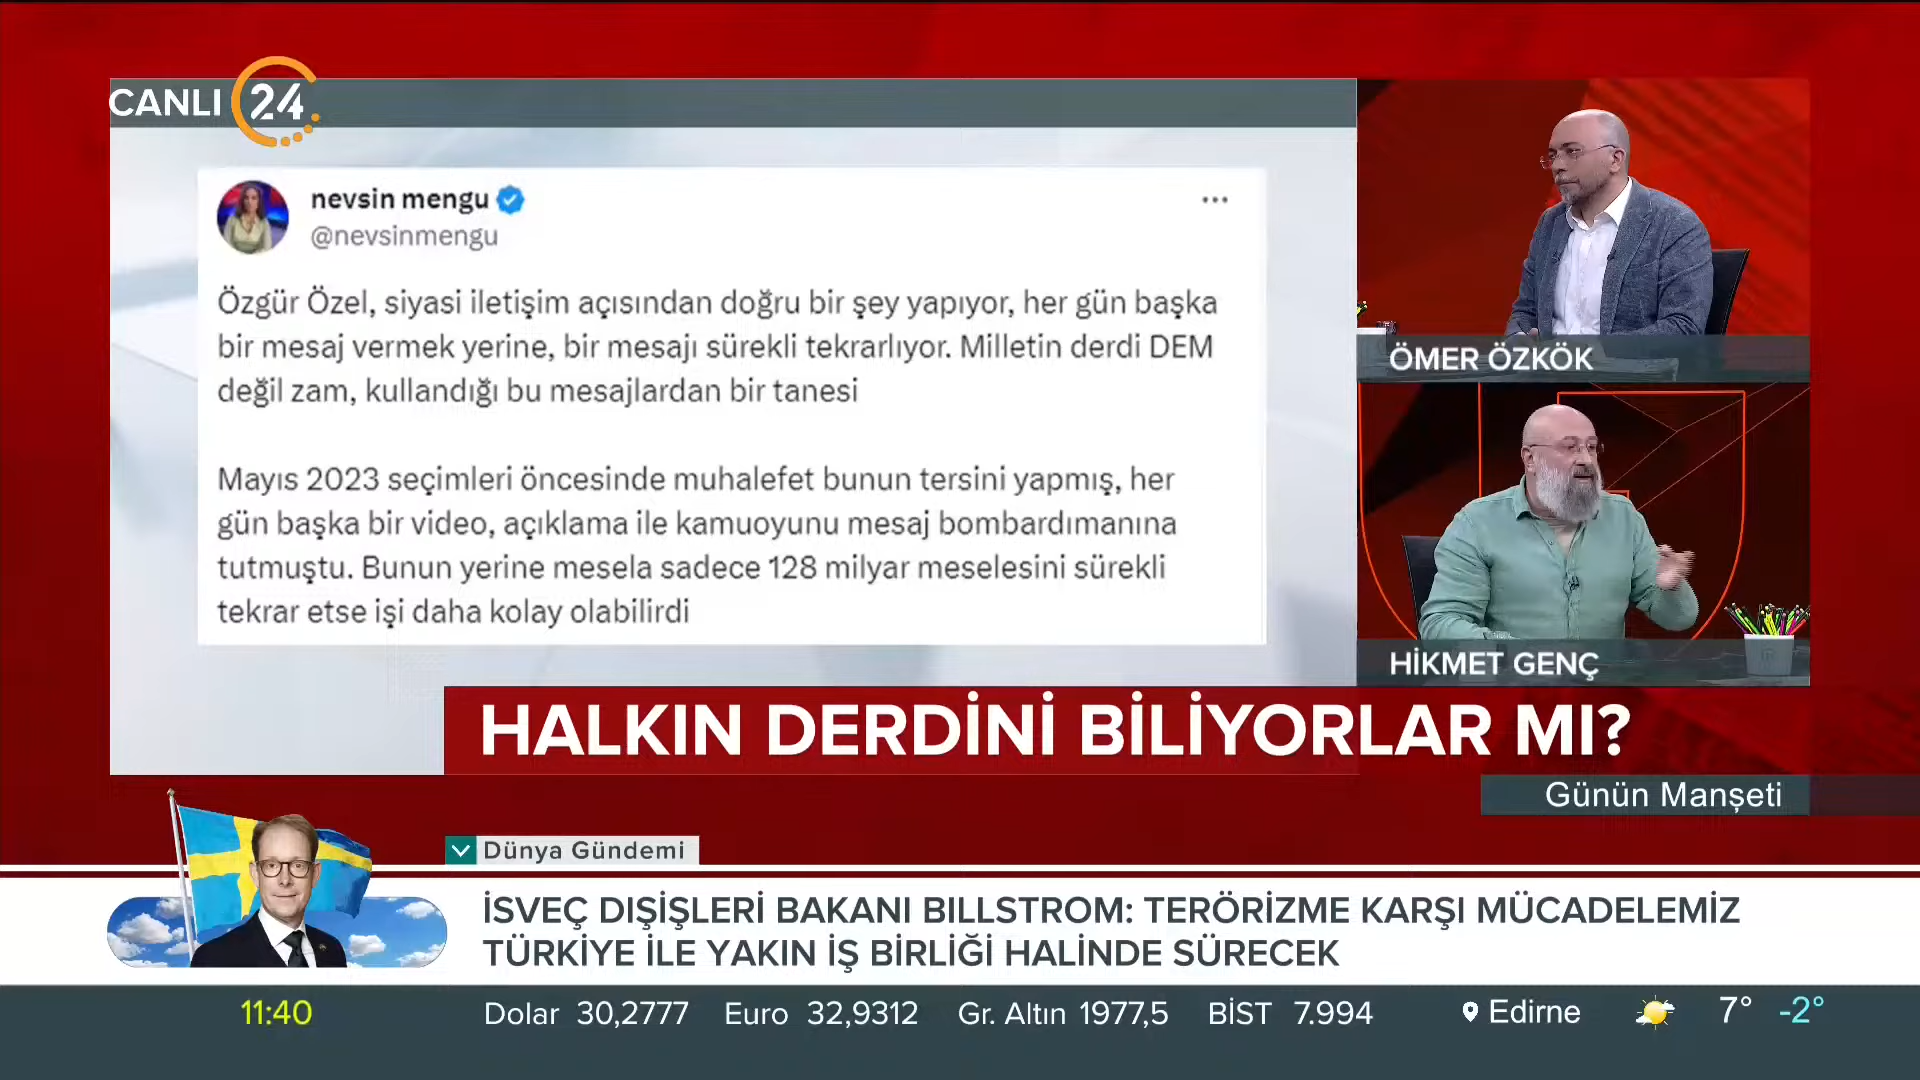 CANLI 24
nevsin mengu
@nevsinmengu
Özgür Özel, siyasi iletişim açısından doğru bir şey yapıyor, her gün başka
bir mesaj vermek yerine, bir mesajı sürekli tekrarlıyor. Milletin derdi DEM
değil zam, kullandığı bu mesajlardan bir tanesi
Mayıs 2023 seçimleri öncesinde muhalefet bunun tersini yapmış, her
gün başka bir video, açıklama ile kamuoyunu mesaj bombardımanına
tutmuştu. Bunun yerine mesela sadece 128 milyar meselesini sürekli
tekrar etse işi daha kolay olabilirdi
ÖMER ÖZKÖK
HİKMET GENÇ
HALKIN DERDİNİ BİLİYORLAR MI?
Günün Manşeti
Dünya Gündemi
İSVEÇ DIŞİŞLERİ BAKANI BILLSTROM: TERÖRİZME KARŞI MÜCADELEMİZ
TÜRKİYE İLE YAKIN İŞ BİRLİĞİ HALİNDE SÜRECEK
11:40 Dolar 30,2777 Euro 32,9312 Gr. Altın 1977,5 BİST 7.994 Edirne 7° -2°